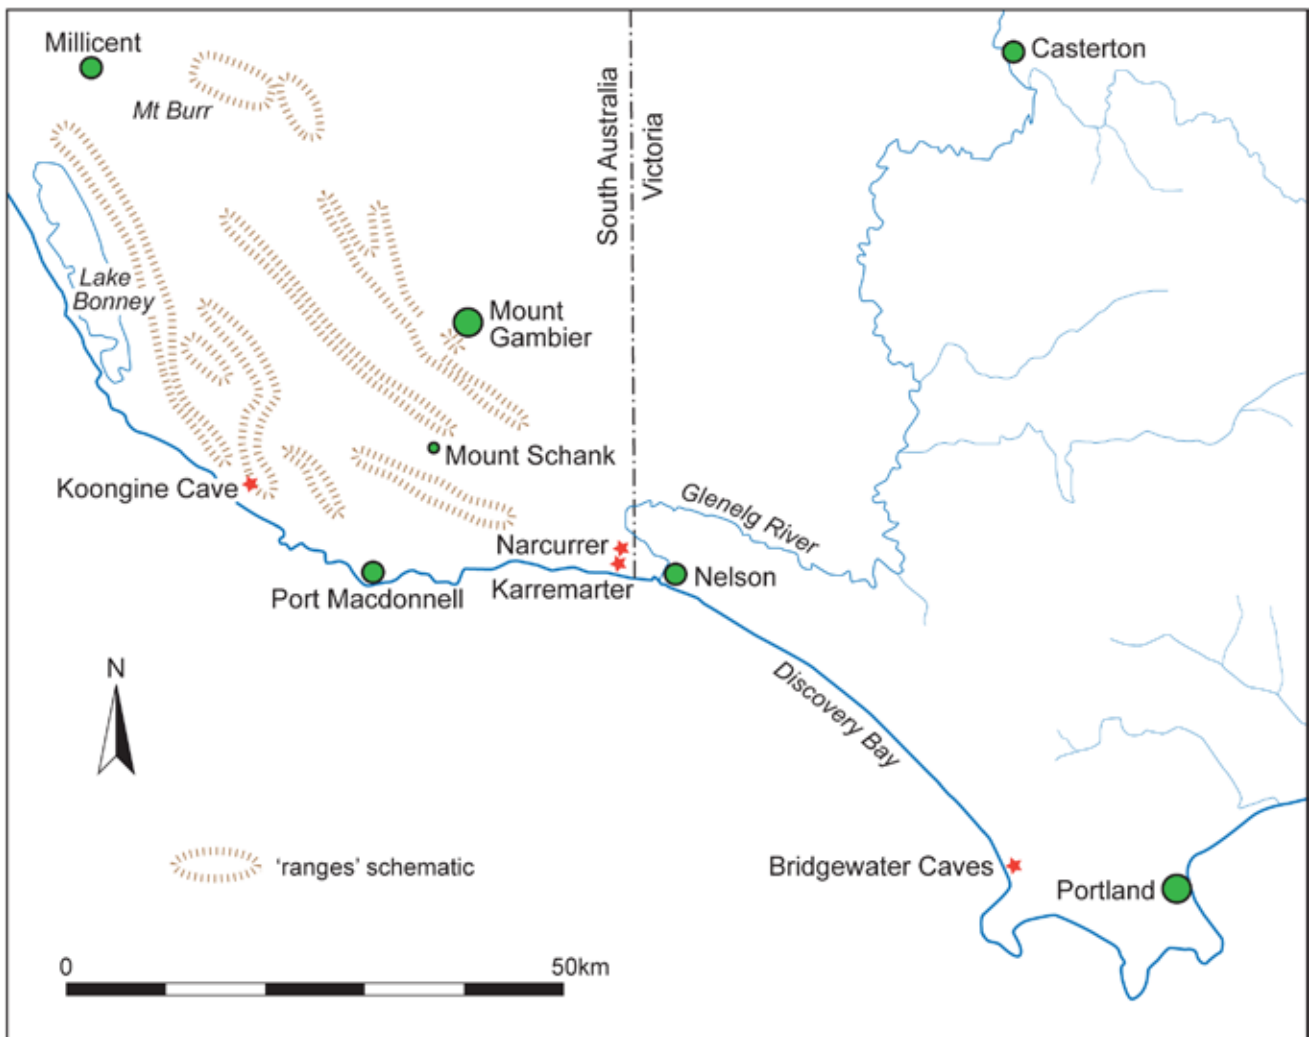 Millicent
Mt Burr
Casterton
South Australia
Victoria
Lake
Bonney
Mount
Gambier
Mount Schank
Koongine Cave
Glenelg River
Narcurrer
Karremarter
Nelson
Port Macdonnell
N
Discovery Bay
'ranges' schematic
Bridgewater Caves
Portland
0
50km